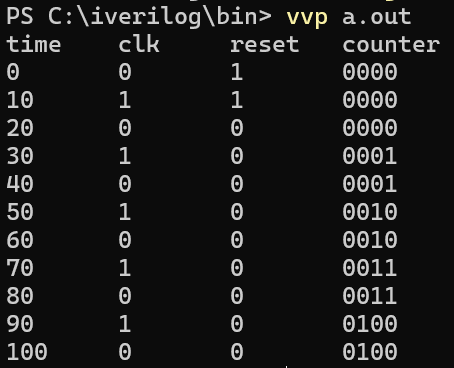 PS C:\iverilog\bin> vvp a.out
time clk reset counter
0 0 1 0000
10 1 1 0000
20 0 0 0000
30 1 0 0001
40 0 0 0001
50 1 0 0010
60 0 0 0010
70 1 0 0011
80 0 0 0011
90 1 0 0100
100 0 0 0100